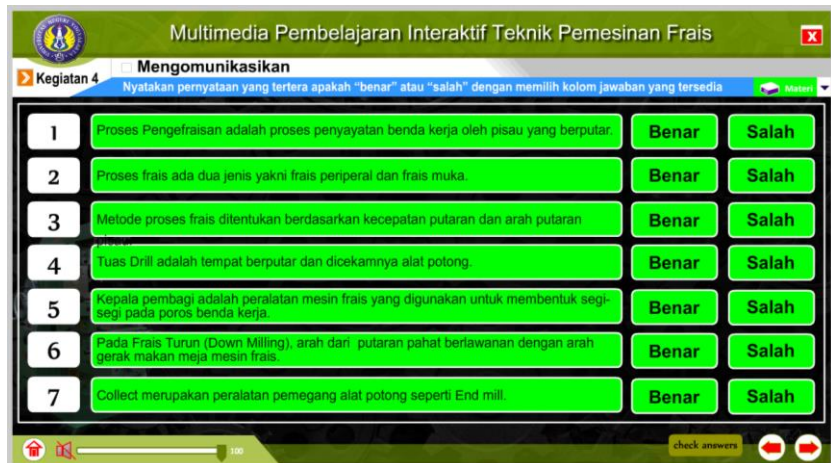 Multimedia Pembelajaran Interaktif Teknik Pemesinan Frais
X
Kegiatan 4
Mengomunikasikan
Nyatakan pernyataan yang tertera apakah "benar" atau "salah" dengan memilih kolom jawaban yang tersedia
Materi
1
Proses Pengefraisan adalah proses penyayatan benda kerja oleh pisau yang berputar.
Benar
Salah
2
Proses frais ada dua jenis yakni frais periperal dan frais muka.
Benar
Salah
3
Metode proses frais ditentukan berdasarkan kecepatan putaran dan arah putaran
Benar
Salah
4
Tuas Drill adalah tempat berputar dan dicekamnya alat potong.
Benar
Salah
5
Kepala pembagi adalah peralatan mesin frais yang digunakan untuk membentuk segi-
segi pada poros benda kerja.
Benar
Salah
6
Pada Frais Turun (Down Milling), arah dari putaran pahat berlawanan dengan arah
gerak makan meja mesin frais.
Benar
Salah
7
Collect merupakan peralatan pemegang alat potong seperti End mill.
Benar
Salah
100
check answers